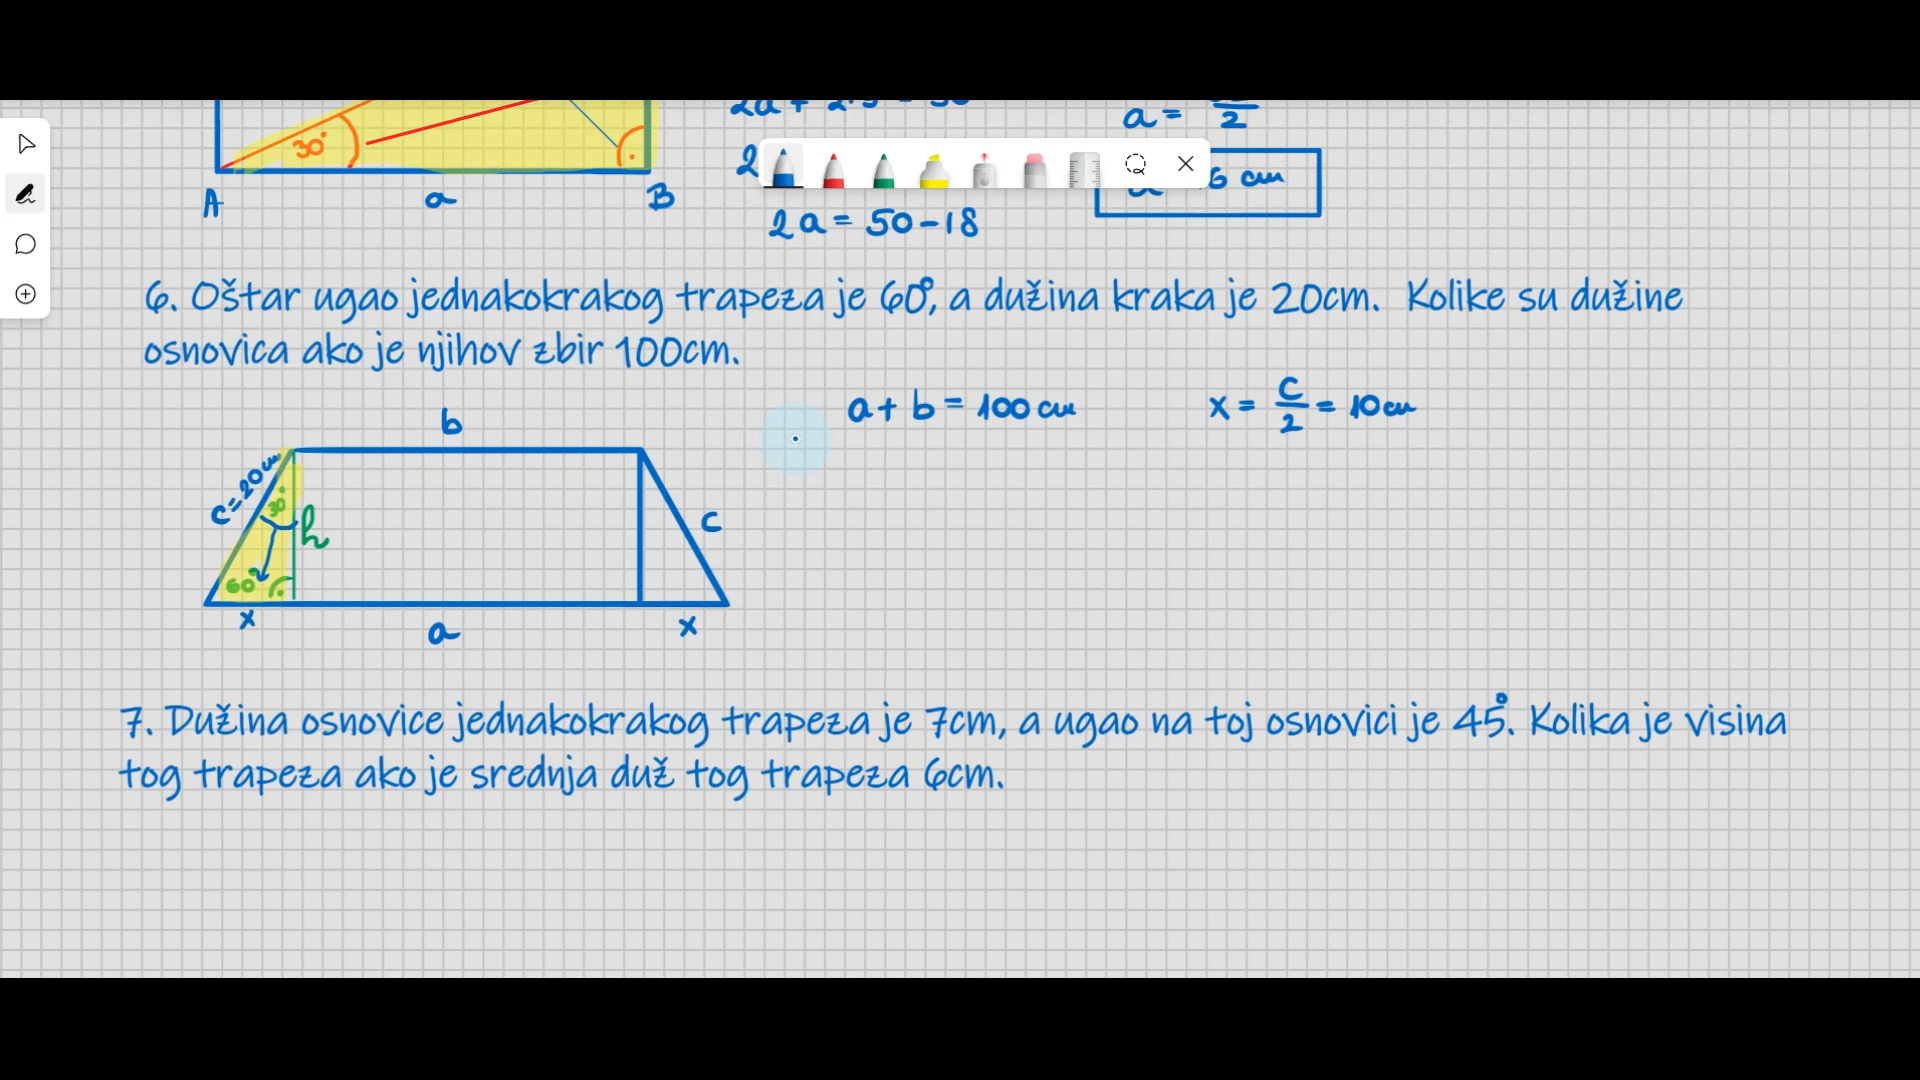 30°
A
a
B
2a = 50-18
a =
2
6 cm
6. Oštar ugao jednakokrakog trapeza je 60°, a dužina kraka je 20cm. Kolike su dužine
osnovica ako je njihov zbir 100cm.
a + b = 100 cm
x = c/2 = 10 cm
b
c = 20 cm
30°
h
c
60°
x
a
x
7. Dužina osnovice jednakokrakog trapeza je 7cm, a ugao na toj osnovici je 45°. Kolika je visina
tog trapeza ako je srednja duž tog trapeza 6cm.